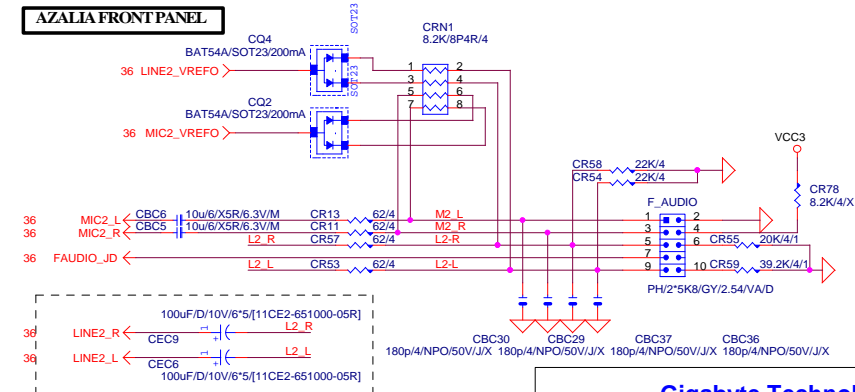 AZALIA FRONT PANEL
SOT23
CQ4
BAT54A/SOT23/200mA
CRN1
8.2K/8P4R/4
36 LINE2_VREFO
1 2
3 4
5 6
7 8
SOT23
CQ2
BAT54A/SOT23/200mA
36 MIC2_VREFO
VCC3
CR58 22K/4
CR54 22K/4
CR78
8.2K/4/X
F_AUDIO
36 MIC2_L CBC6 10u/6/X5R/6.3V/M CR13 62/4 M2_L 1 2
36 MIC2_R CBC5 10u/6/X5R/6.3V/M CR11 62/4 M2_R 3 4
L2_R CR57 62/4 L2-R 5 6 CR55 20K/4/1
36 FAUDIO_JD 7
L2_L CR53 62/4 L2-L 9 10 CR59 39.2K/4/1
PH/2*5K8/GY/2.54/VA/D
100uF/D/10V/6*5/[11CE2-651000-05R]
36 LINE2_R 1 + L2_R
CEC9
36 LINE2_L 1 + L2_L
CEC6
100uF/D/10V/6*5/[11CE2-651000-05R]
CBC30 CBC29 CBC37 CBC36
180p/4/NPO/50V/J/X 180p/4/NPO/50V/J/X 180p/4/NPO/50V/J/X 180p/4/NPO/50V/J/X